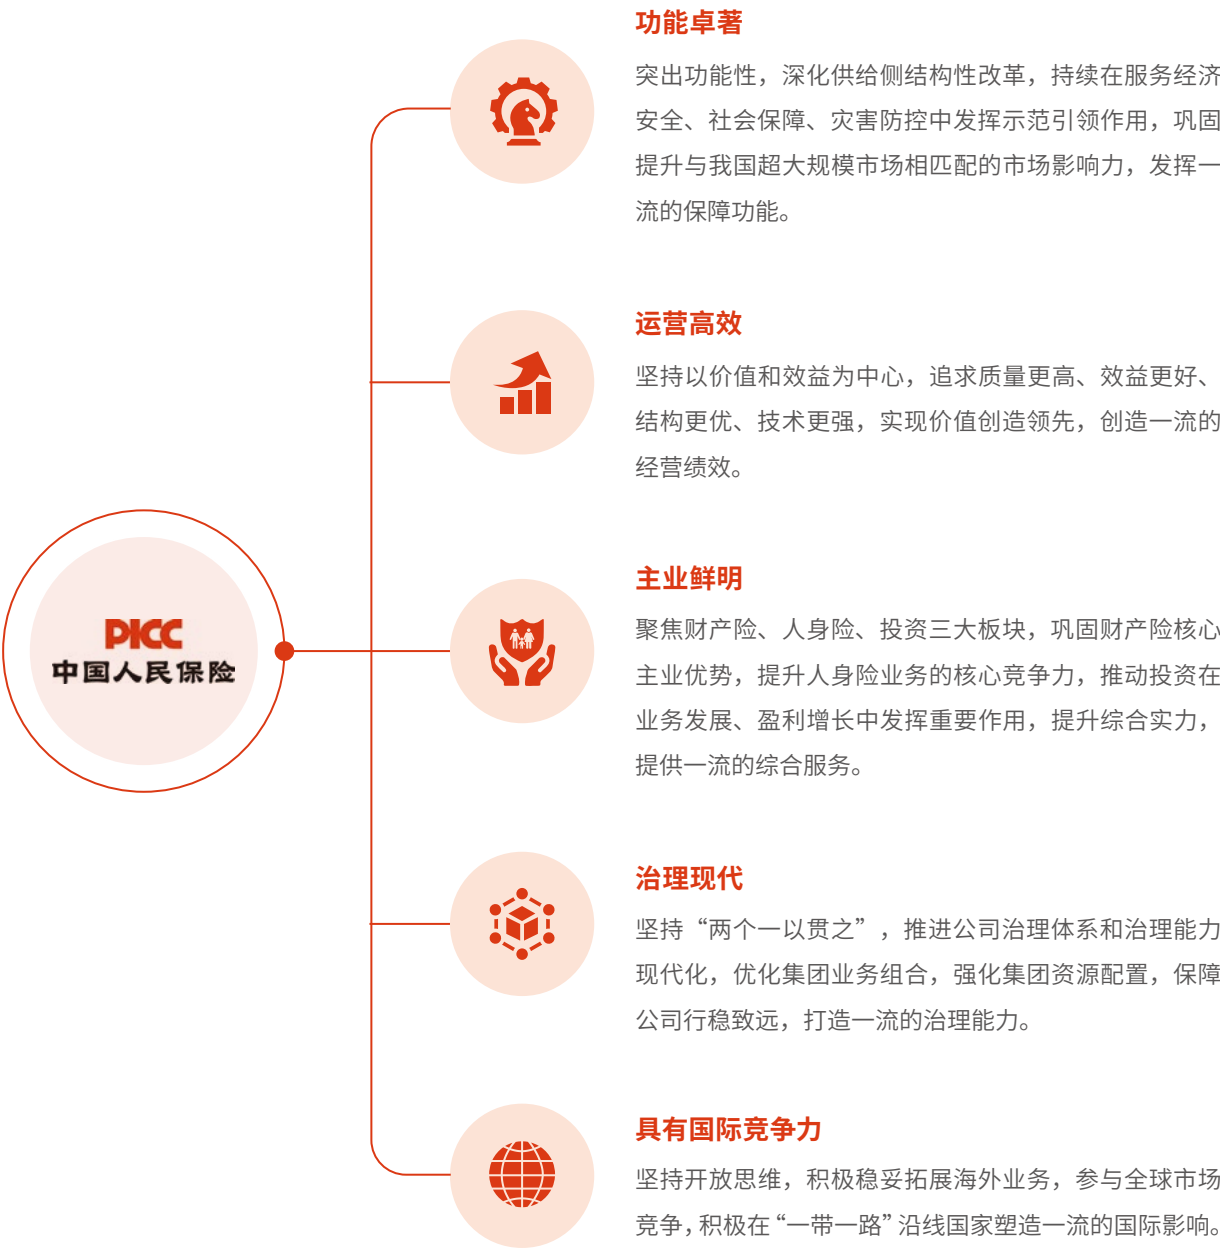 功能卓著
突出功能性，深化供给侧结构性改革，持续在服务经济
安全、社会保障、灾害防控中发挥示范引领作用，巩固
提升与我国超大规模市场相匹配的市场影响力，发挥一
流的保障功能。
运营高效
坚持以价值和效益为中心，追求质量更高、效益更好、
结构更优、技术更强，实现价值创造领先，创造一流的
经营绩效。
PICC
中国人民保险
主业鲜明
聚焦财产险、人身险、投资三大板块，巩固财产险核心
主业优势，提升人身险业务的核心竞争力，推动投资在
业务发展、盈利增长中发挥重要作用，提升综合实力，
提供一流的综合服务。
治理现代
坚持“两个一以贯之”，推进公司治理体系和治理能力
现代化，优化集团业务组合，强化集团资源配置，保障
公司行稳致远，打造一流的治理能力。
具有国际竞争力
坚持开放思维，积极稳妥拓展海外业务，参与全球市场
竞争，积极在“一带一路”沿线国家塑造一流的国际影响。